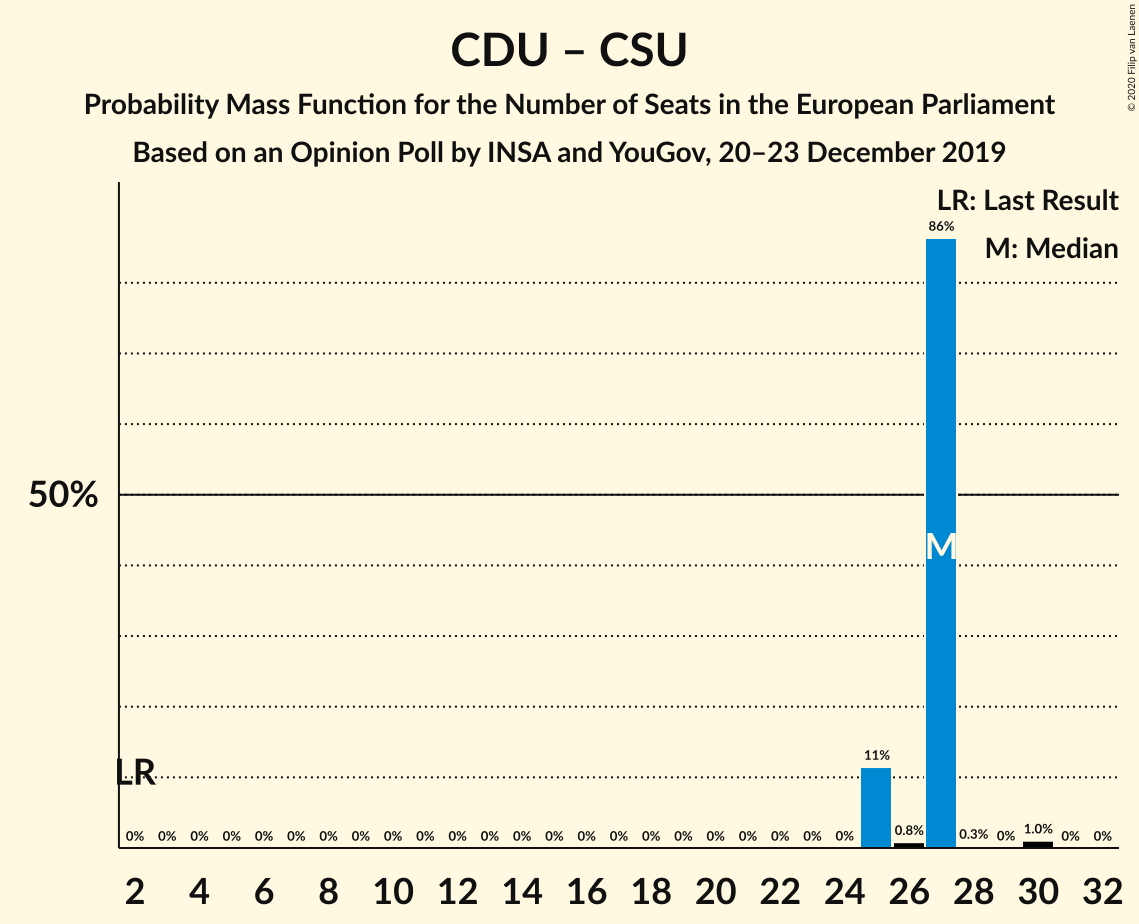 CDU – CSU
Probability Mass Function for the Number of Seats in the European Parliament
Based on an Opinion Poll by INSA and YouGov, 20–23 December 2019
© 2020 Filip van Laenen
LR: Last Result
M: Median
86%
50%
M
LR
11%
0% 0% 0% 0% 0% 0% 0% 0% 0% 0% 0% 0% 0% 0% 0% 0% 0% 0% 0% 0% 0% 0% 0% 0.8% 0.3% 0% 1.0% 0% 0%
2 4 6 8 10 12 14 16 18 20 22 24 26 28 30 32